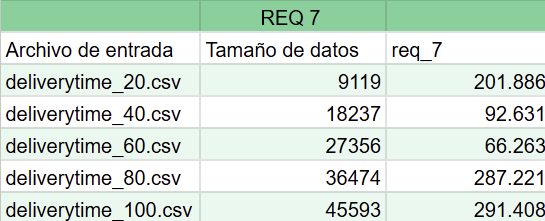 REQ 7
Archivo de entrada Tamaño de datos req_7
deliverytime_20.csv 9119 201.886
deliverytime_40.csv 18237 92.631
deliverytime_60.csv 27356 66.263
deliverytime_80.csv 36474 287.221
deliverytime_100.csv 45593 291.408